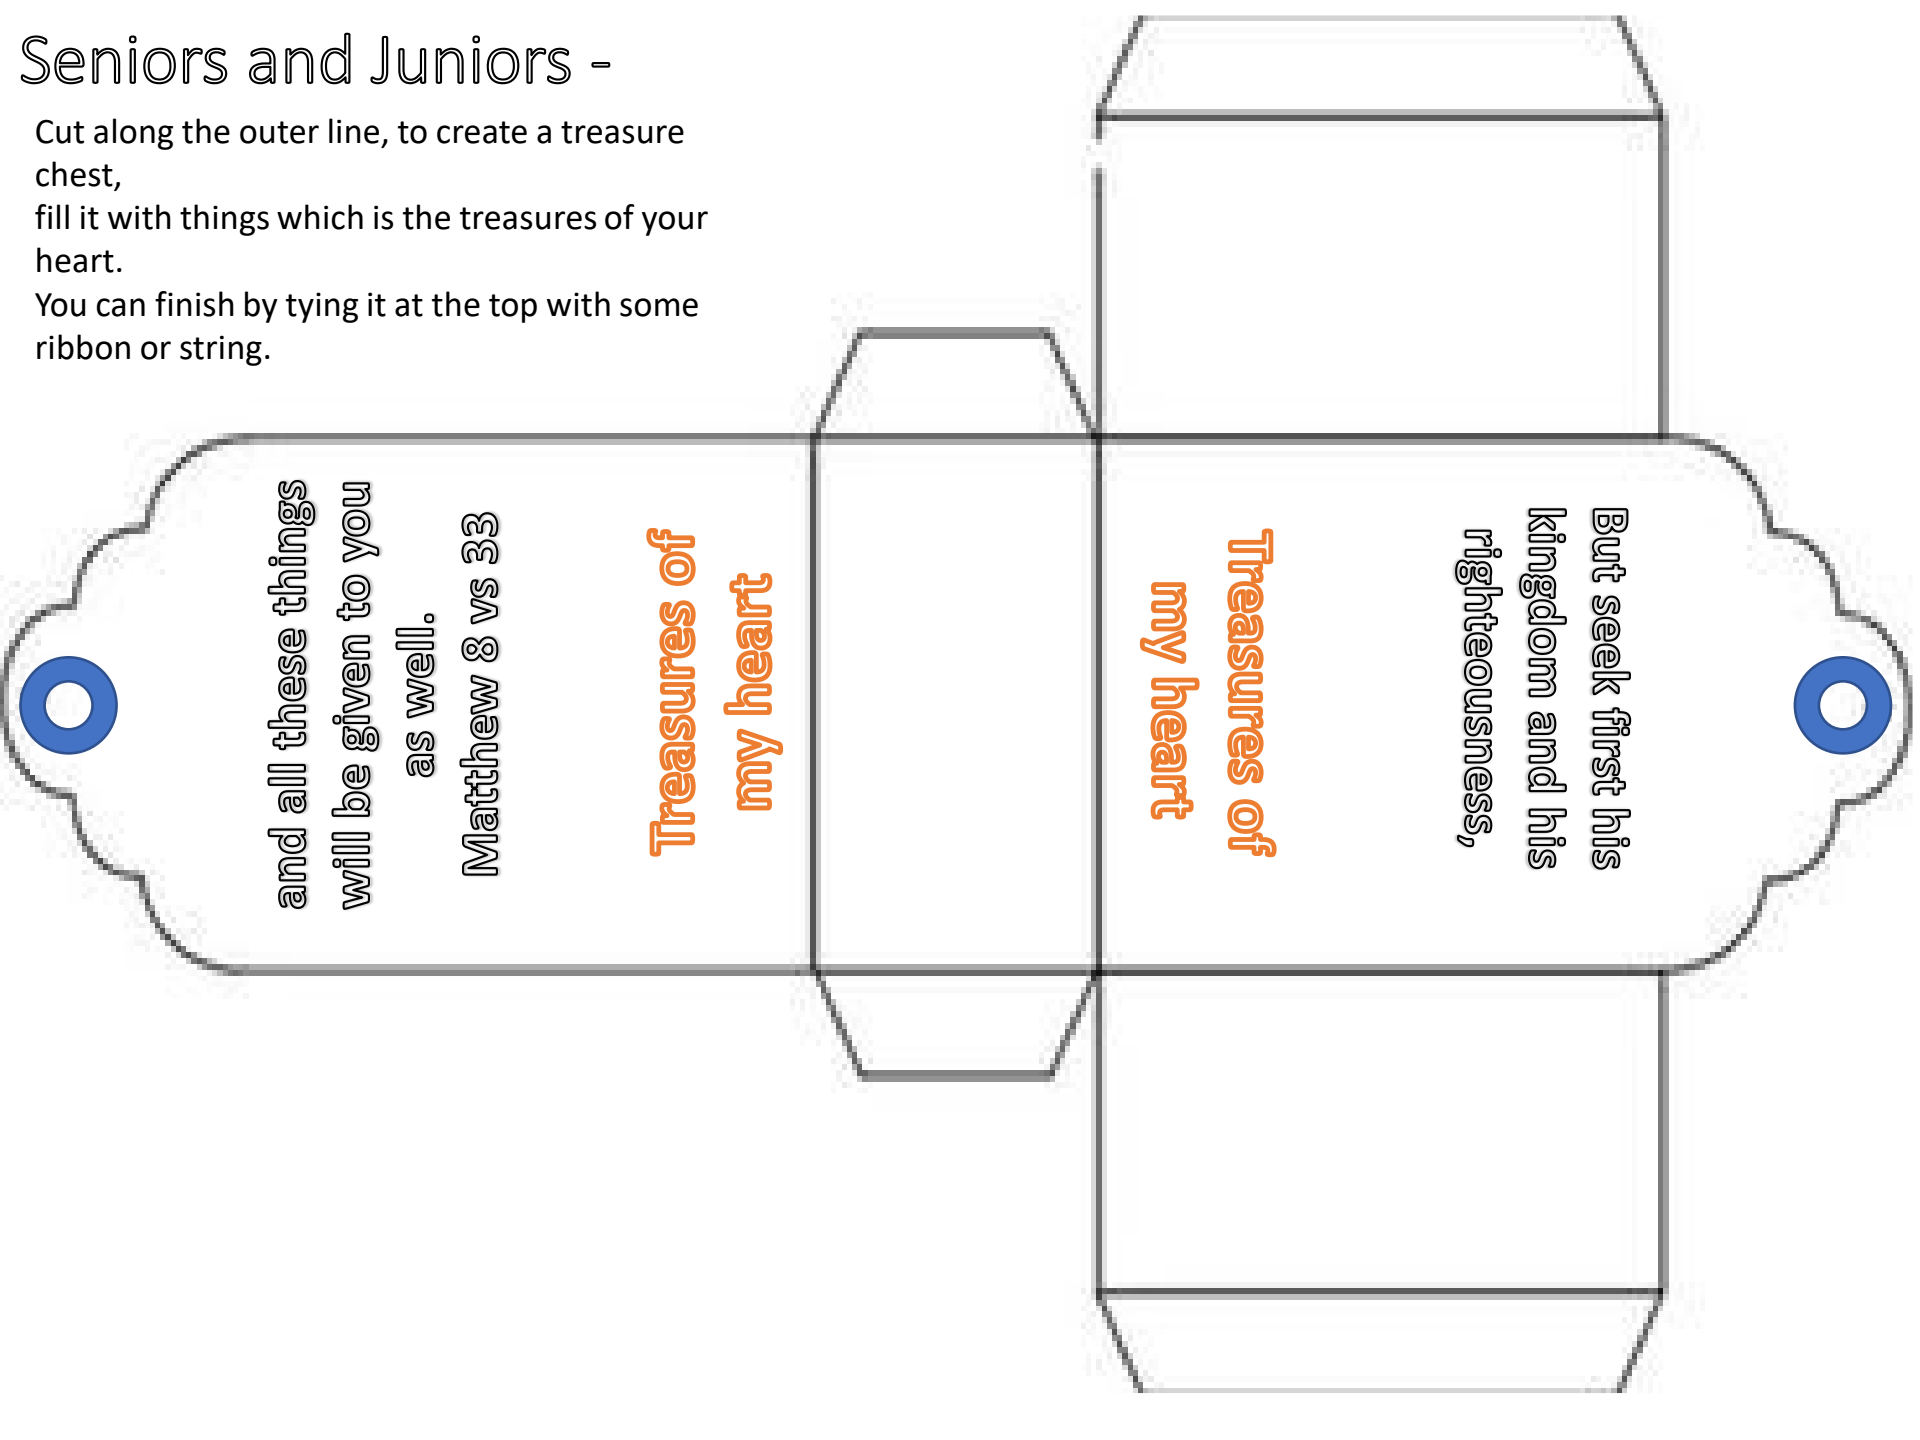 Seniors and Juniors -
Cut along the outer line, to create a treasure
chest,
fill it with things which is the treasures of your
heart.
You can finish by tying it at the top with some
ribbon or string.
and all these things
will be given to you
as well.
Matthew 8 vs 33
Treasures of
my heart
But seek first his
kingdom and his
righteousness,
Treasures of
my heart